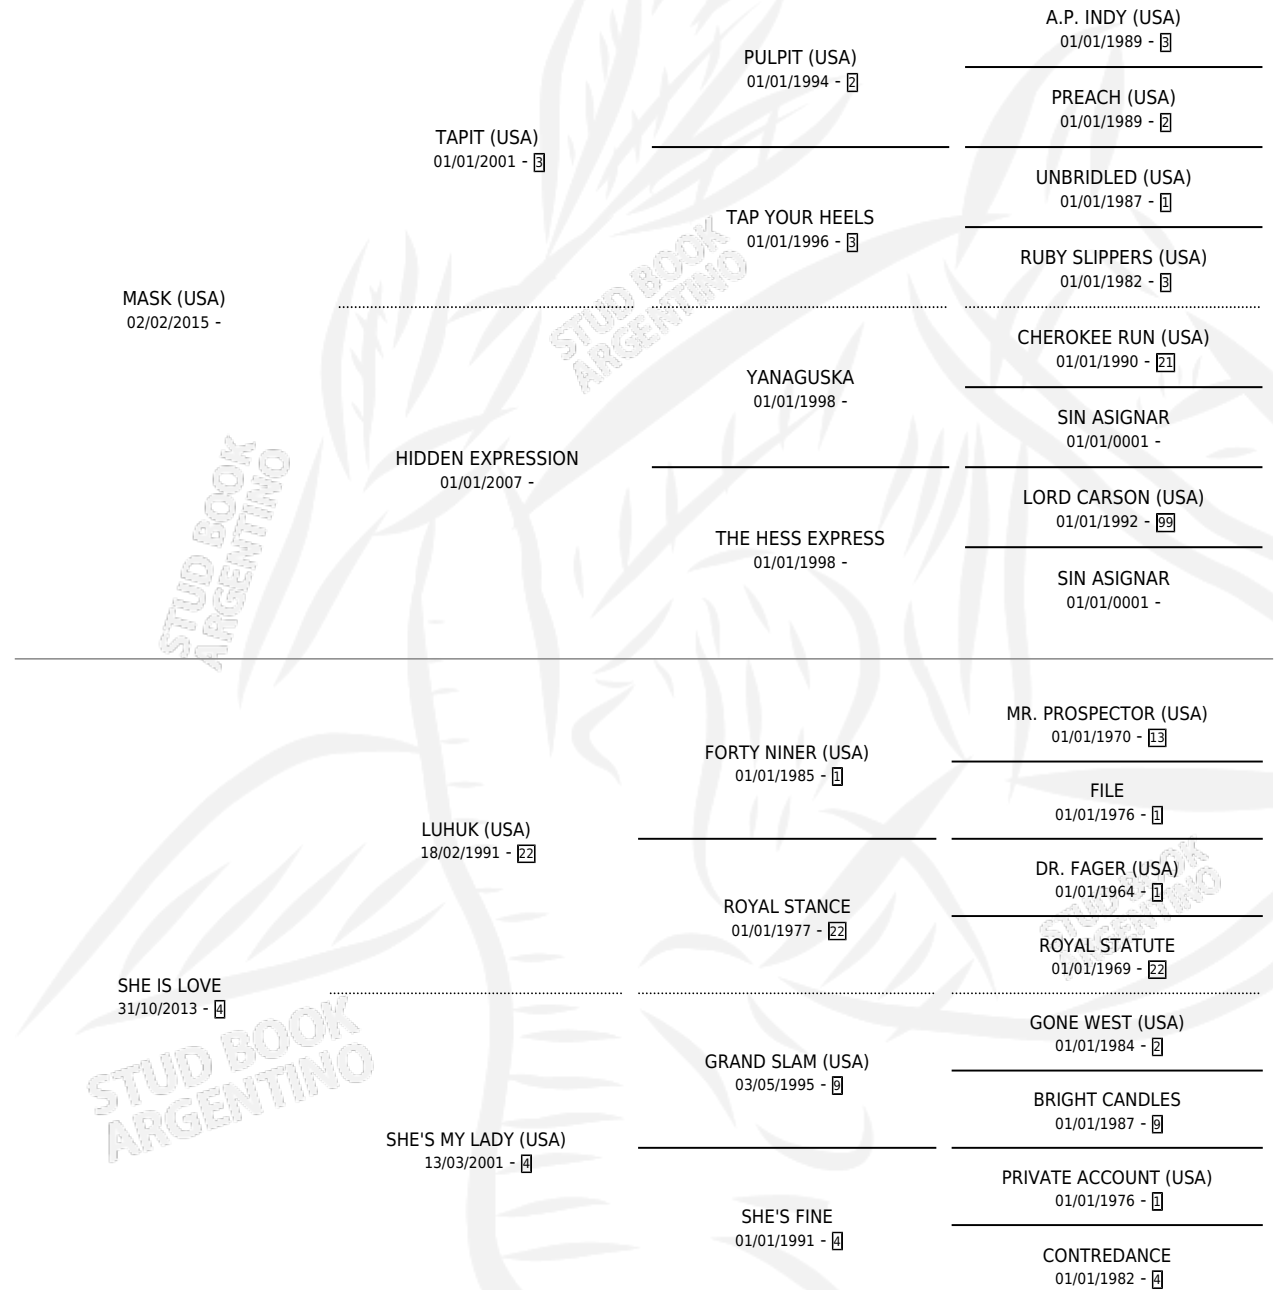 A.P. INDY (USA)
01/01/1989 - 3
PULPIT (USA)
01/01/1994 - 2
PREACH (USA)
01/01/1989 - 2
TAPIT (USA)
01/01/2001 - 3
UNBRIDLED (USA)
01/01/1987 - 1
TAP YOUR HEELS
01/01/1996 - 3
RUBY SLIPPERS (USA)
01/01/1982 - 3
MASK (USA)
02/02/2015 -
CHEROKEE RUN (USA)
01/01/1990 - 21
YANAGUSKA
01/01/1998 -
SIN ASIGNAR
01/01/0001 -
HIDDEN EXPRESSION
01/01/2007 -
LORD CARSON (USA)
01/01/1992 - 99
THE HESS EXPRESS
01/01/1998 -
SIN ASIGNAR
01/01/0001 -
MR. PROSPECTOR (USA)
01/01/1970 - 13
FORTY NINER (USA)
01/01/1985 - 1
FILE
01/01/1976 - 1
LUHUK (USA)
18/02/1991 - 22
DR. FAGER (USA)
01/01/1964 - 1
ROYAL STANCE
01/01/1977 - 22
ROYAL STATUTE
01/01/1969 - 22
SHE IS LOVE
31/10/2013 - 4
GONE WEST (USA)
01/01/1984 - 2
GRAND SLAM (USA)
03/05/1995 - 9
BRIGHT CANDLES
01/01/1987 - 9
SHE'S MY LADY (USA)
13/03/2001 - 4
PRIVATE ACCOUNT (USA)
01/01/1976 - 1
SHE'S FINE
01/01/1991 - 4
CONTREDANCE
01/01/1982 - 4
STUD BOOK
ARGENTINO
STUD BOOK
ARGENTINO
STUD BOOK
ARGENTINO
STUD BOOK
ARGENTINO